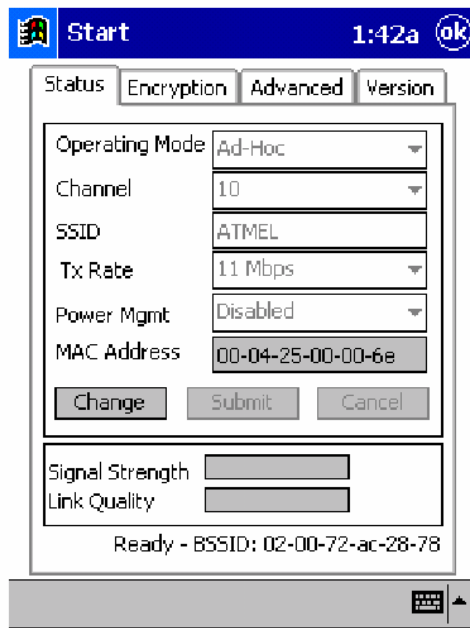 Start 1:42a ok
Status Encryption Advanced Version
Operating Mode Ad-Hoc
Channel 10
SSID ATMEL
Tx Rate 11 Mbps
Power Mgmt Disabled
MAC Address 00-04-25-00-00-6e
Change Submit Cancel
Signal Strength
Link Quality
Ready - BSSID: 02-00-72-ac-28-78